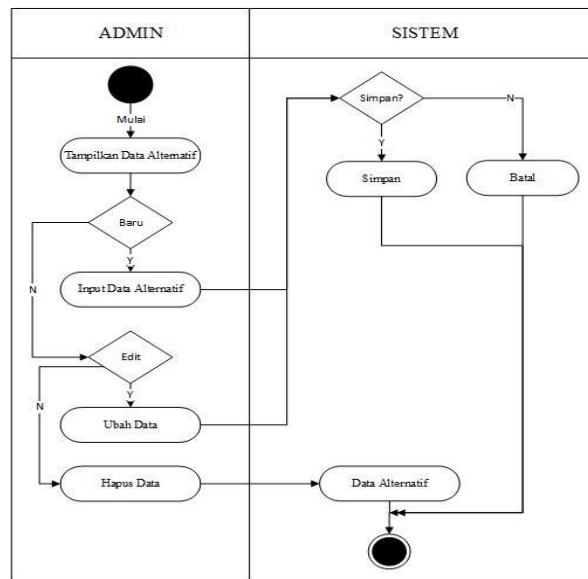 ADMIN
SISTEM
Mulai
Tampilkan Data Alternatif
Baru
Y
N
Input Data Alternatif
Edit
Y
N
Ubah Data
Hapus Data
Simpan?
N
Y
Simpan
Batal
Data Alternatif